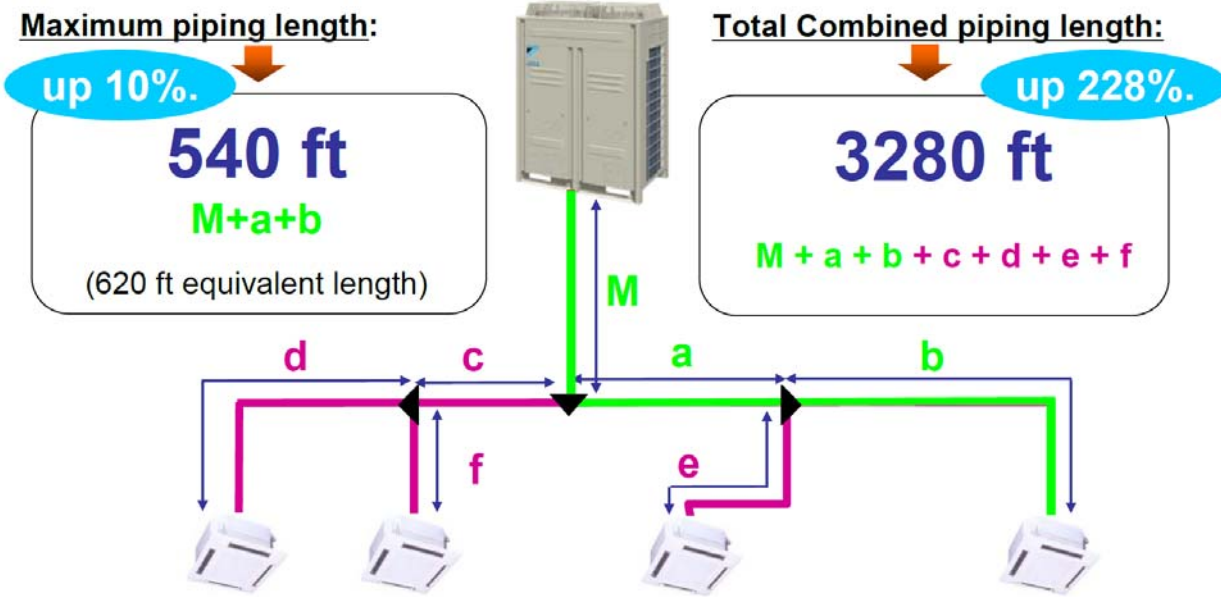 Maximum piping length:
up 10%.
540 ft
M+a+b
(620 ft equivalent length)
Total Combined piping length:
up 228%.
3280 ft
M + a + b + c + d + e + f
M
d
c
a
b
f
e